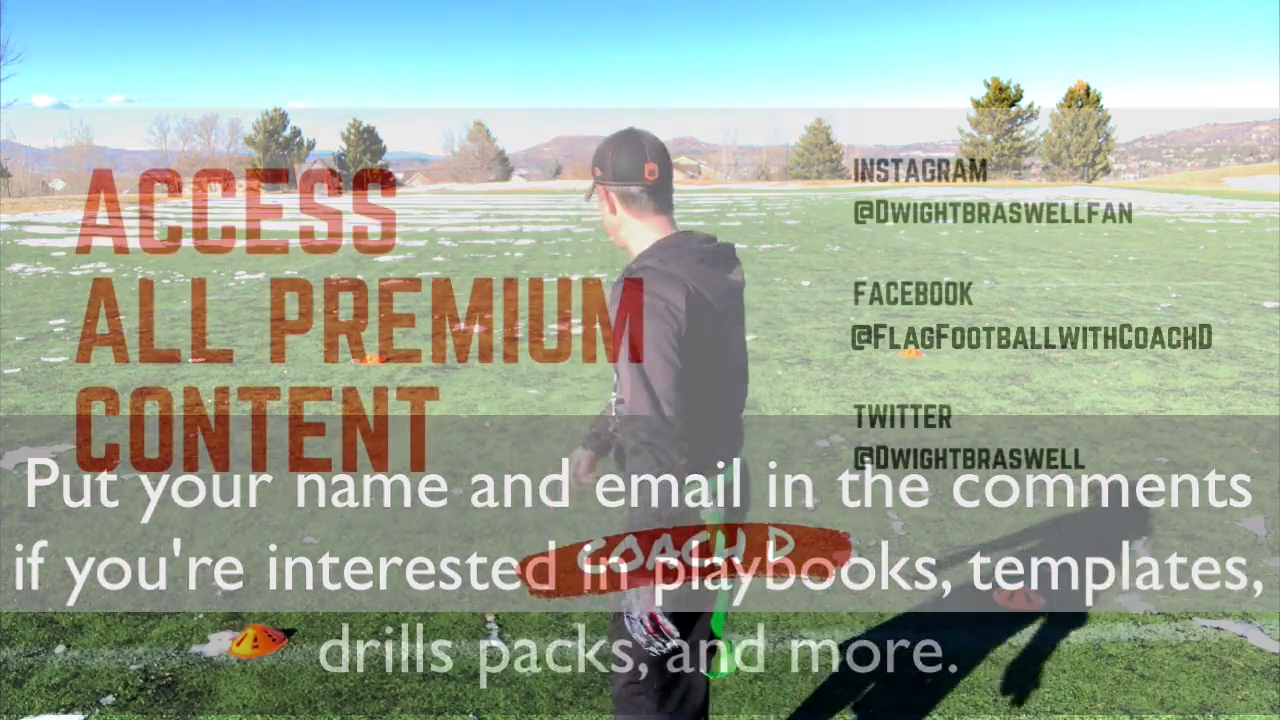 ACCESS
ALL PREMIUM
CONTENT
INSTAGRAM
@DWIGHTBRASWELLFAN
FACEBOOK
@FLAGFOOTBALLWITHCOACHD
TWITTER
@DWIGHTBRASWELL
COACH D
Put your name and email in the comments
if you're interested in playbooks, templates,
drills packs, and more.